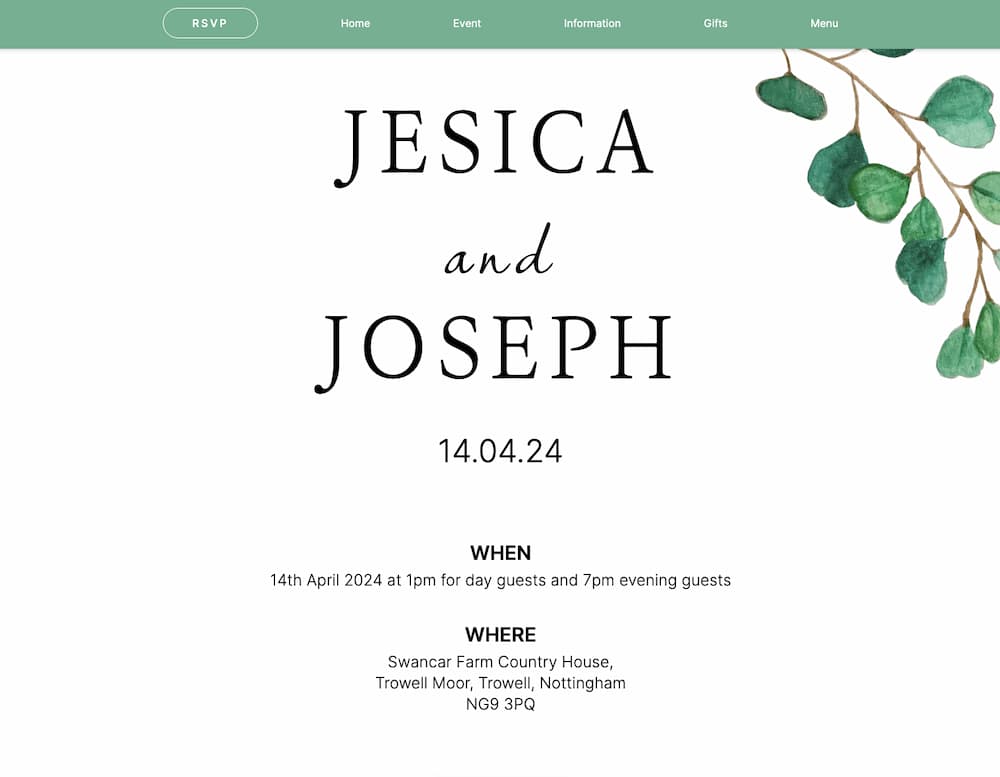 RSVP Home Event Information Gifts Menu
JESICA
and
JOSEPH
14.04.24
WHEN
14th April 2024 at 1pm for day guests and 7pm evening guests
WHERE
Swancar Farm Country House,
Trowell Moor, Trowell, Nottingham
NG9 3PQ